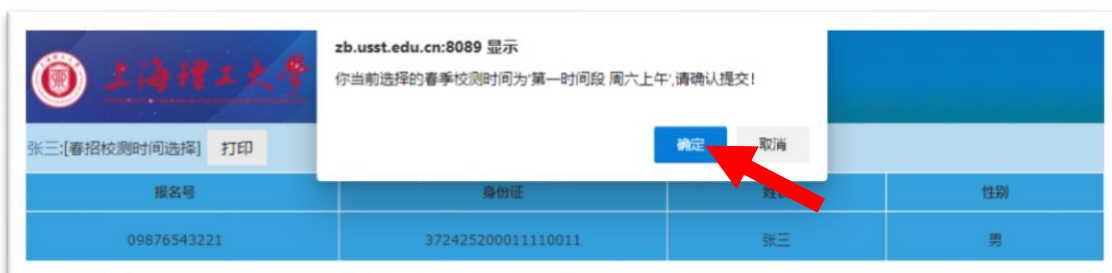 zb.usst.edu.cn:8089 显示
你当前选择的春季校测时间为'第一时间段 周六上午',请确认提交!
确定 取消
上海理工大学
张三:[春招校测时间选择] 打印
报名号 身份证 性别
09876543221 372425200011110011 张三 男